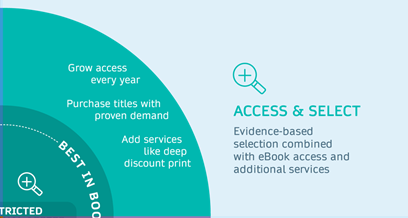 Grow access
every year
Purchase titles with
proven demand
Add services
like deep
discount print
BEST IN BOO
TRICTED
ACCESS & SELECT
Evidence-based
selection combined
with eBook access and
additional services